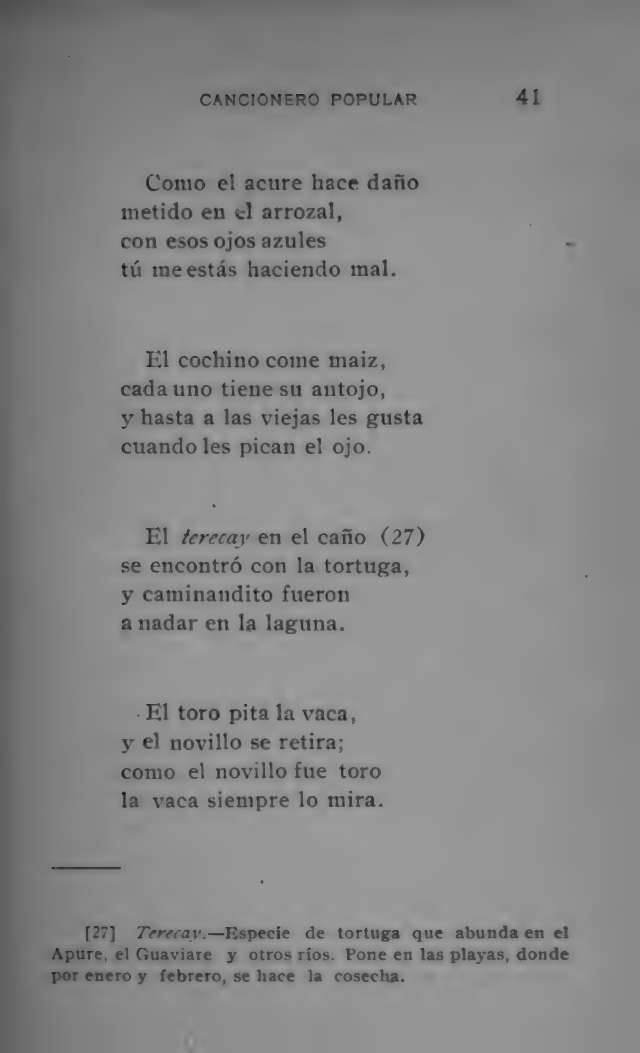 CANCIONERO POPULAR 41
Como el acure hace daño
metido en el arrozal,
con esos ojos azules
tú me estás haciendo mal.
El cochino come maiz,
cada uno tiene su antojo,
y hasta a las viejas les gusta
cuando les pican el ojo.
El terecay en el caño (27)
se encontró con la tortuga,
y caminandito fueron
a nadar en la laguna.
El toro pita la vaca,
y el novillo se retira;
como el novillo fue toro
la vaca siempre lo mira.
[27] Terecay.—Especie de tortuga que abunda en el
Apure, el Guaviare y otros ríos. Pone en las playas, donde
por enero y febrero, se hace la cosecha.